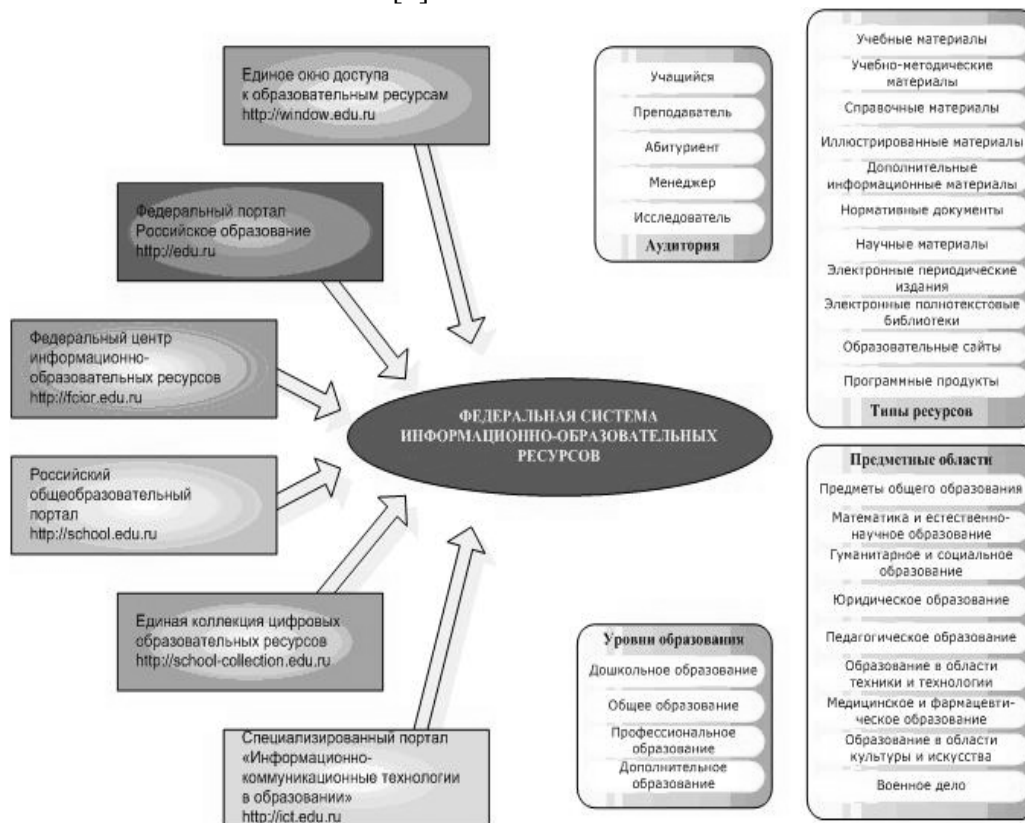 Единое окно доступа
к образовательным ресурсам
http://window.edu.ru
Федеральный портал
Российское образование
http://edu.ru
Федеральный центр
информационно-
образовательных ресурсов
http://fcior.edu.ru
Российский
общеобразовательный
портал
http://school.edu.ru
Единая коллекция цифровых
образовательных ресурсов
http://school-collection.edu.ru
Специализированный портал
«Информационно-
коммуникационные технологии
в образовании»
http://ict.edu.ru
ФЕДЕРАЛЬНАЯ СИСТЕМА
ИНФОРМАЦИОННО-ОБРАЗОВАТЕЛЬНЫХ
РЕСУРСОВ
Учащийся
Преподаватель
Абитуриент
Менеджер
Исследователь
Аудитория
Уровни образования
Дошкольное образование
Общее образование
Профессиональное
образование
Дополнительное
образование
Учебные материалы
Учебно-методические
материалы
Справочные материалы
Иллюстрированные материалы
Дополнительные
информационные материалы
Нормативные документы
Научные материалы
Электронные периодические
издания
Электронные полнотекстовые
библиотеки
Образовательные сайты
Программные продукты
Типы ресурсов
Предметные области
Предметы общего образования
Математика и естественно-
научное образование
Гуманитарное и социальное
образование
Юридическое образование
Педагогическое образование
Образование в области
техники и технологии
Медицинское и фармацевти-
ческое образование
Образование в области
культуры и искусства
Военное дело